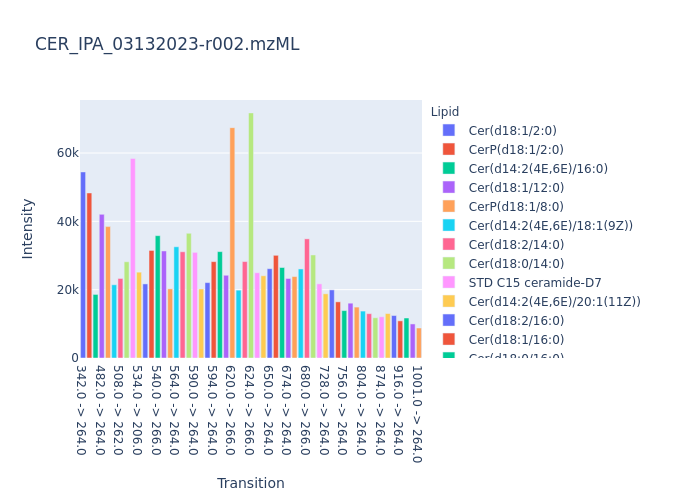 CER_IPA_03132023-r002.mzML
Lipid
Cer(d18:1/2:0)
CerP(d18:1/2:0)
Cer(d14:2(4E,6E)/16:0)
Cer(d18:1/12:0)
CerP(d18:1/8:0)
Cer(d14:2(4E,6E)/18:1(9Z))
Cer(d18:2/14:0)
Cer(d18:0/14:0)
STD C15 ceramide-D7
Cer(d14:2(4E,6E)/20:1(11Z))
Cer(d18:2/16:0)
Cer(d18:1/16:0)
Cer(d18:0/16:0)
Intensity
60k
40k
20k
0
342.0 -> 264.0
482.0 -> 264.0
508.0 -> 262.0
534.0 -> 206.0
540.0 -> 266.0
564.0 -> 264.0
590.0 -> 264.0
594.0 -> 264.0
620.0 -> 266.0
624.0 -> 264.0
650.0 -> 264.0
674.0 -> 264.0
680.0 -> 266.0
728.0 -> 264.0
756.0 -> 264.0
804.0 -> 264.0
874.0 -> 264.0
916.0 -> 264.0
1001.0 -> 264.0
Transition